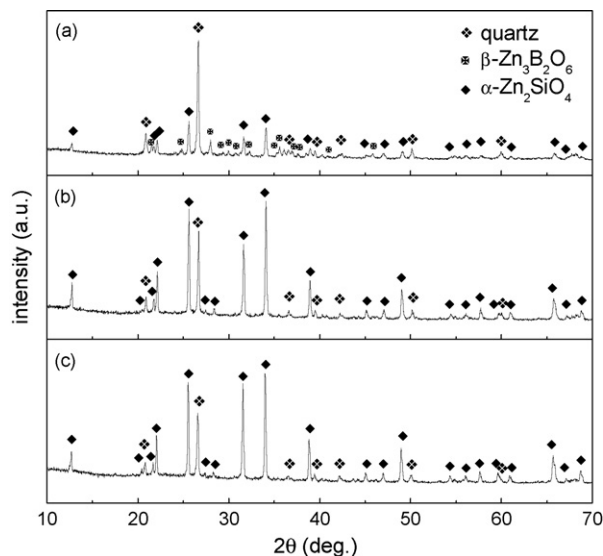 (a)
quartz
β-Zn₃B₂O₆
α-Zn₂SiO₄
(b)
(c)
intensity (a.u.)
10 20 30 40 50 60 70
2θ (deg.)